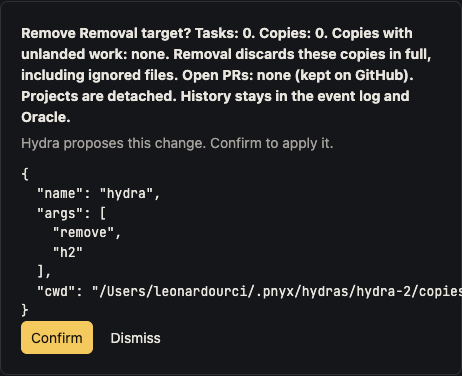 Remove Removal target? Tasks: 0. Copies: 0. Copies with
unlanded work: none. Removal discards these copies in full,
including ignored files. Open PRs: none (kept on GitHub).
Projects are detached. History stays in the event log and
Oracle.
Hydra proposes this change. Confirm to apply it.
{
  "name": "hydra",
  "args": [
    "remove",
    "h2"
  ],
  "cwd": "/Users/leonardourci/.pnyx/hydras/hydra-2/copies
}
Confirm Dismiss